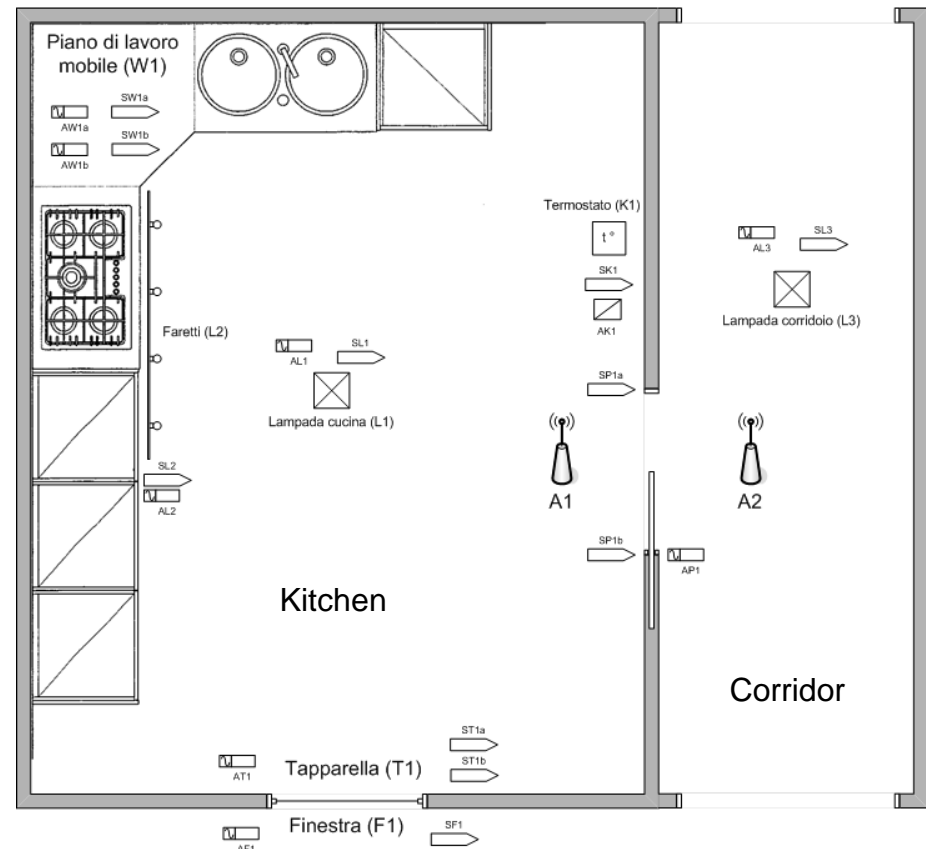 Piano di lavoro
mobile (W1)
SW1a
AW1a
SW1b
AW1b
Termostato (K1)
t°
SK1
AK1
SL3
AL3
Lampada corridoio (L3)
Faretti (L2)
SL1
AL1
Lampada cucina (L1)
SP1a
A1
A2
SL2
AL2
SP1b
AP1
Kitchen
Corridor
ST1a
ST1b
AT1
Tapparella (T1)
Finestra (F1)
SF1
AF1